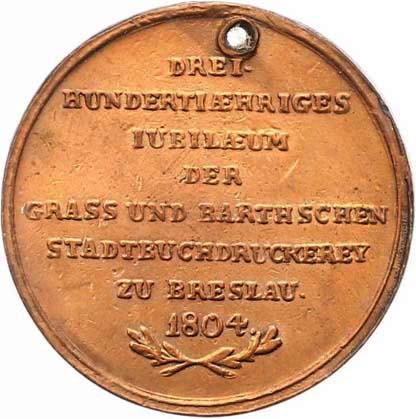 DREI-
HUNDERTIÆHRIGES
IUBILÆUM
DER
GRASS UND BARTHSCHEN
STADTBUCHDRUCKEREY
ZU BRESLAU.
1804.